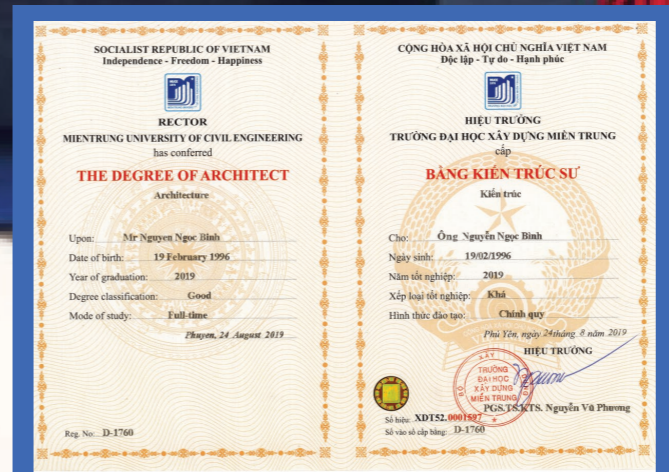 SOCIALIST REPUBLIC OF VIETNAM
Independence - Freedom - Happiness
RECTOR
MIENTRUNG UNIVERSITY OF CIVIL ENGINEERING
has conferred
THE DEGREE OF ARCHITECT
Architecture
Upon: Mr Nguyen Ngoc Binh
Date of birth: 19 February 1996
Year of graduation: 2019
Degree classification: Good
Mode of study: Full-time
Phuyen, 24 August 2019
Reg. No: D-1760
CỘNG HÒA XÃ HỘI CHỦ NGHĨA VIỆT NAM
Độc lập - Tự do - Hạnh phúc
HIỆU TRƯỞNG
TRƯỜNG ĐẠI HỌC XÂY DỰNG MIỀN TRUNG
cấp
BẰNG KIẾN TRÚC SƯ
Kiến trúc
Cho: Ông Nguyễn Ngọc Bình
Ngày sinh: 19/02/1996
Năm tốt nghiệp: 2019
Xếp loại tốt nghiệp: Khá
Hình thức đào tạo: Chính quy
Phú Yên, ngày 24 tháng 8 năm 2019
HIỆU TRƯỞNG
BỘ XÂY DỰNG
TRƯỜNG
ĐẠI HỌC
XÂY DỰNG
MIỀN TRUNG
PGS.TS.KTS. Nguyễn Vũ Phương
Số hiệu: XDT52.0001597
Số vào sổ cấp bằng: D-1760